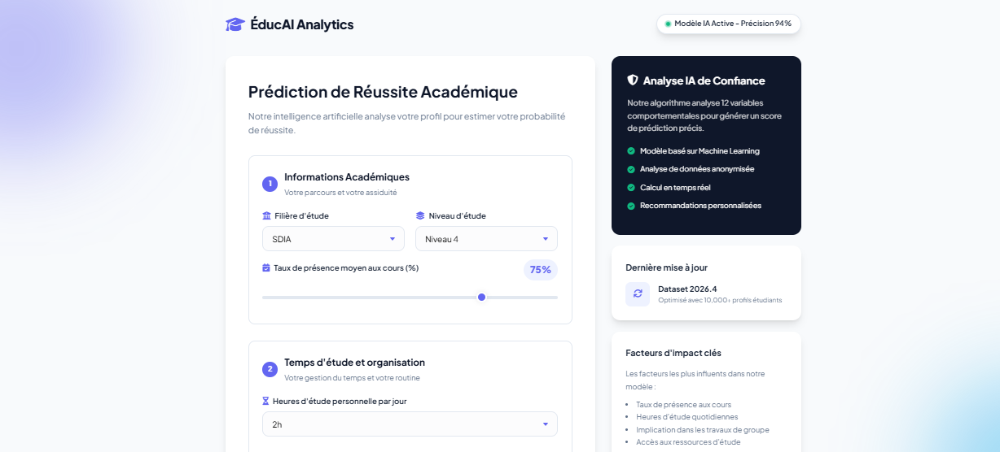 ÉducAI Analytics
Modèle IA Active - Précision 94%
Prédiction de Réussite Académique
Notre intelligence artificielle analyse votre profil pour estimer votre probabilité
de réussite.
1
Informations Académiques
Votre parcours et votre assiduité
Filière d'étude
Niveau d'étude
SDIA
Niveau 4
Taux de présence moyen aux cours (%)
75%
2
Temps d'étude et organisation
Votre gestion du temps et votre routine
Heures d'étude personnelle par jour
2h
Analyse IA de Confiance
Notre algorithme analyse 12 variables
comportementales pour générer un score
de prédiction précis.
Modèle basé sur Machine Learning
Analyse de données anonymisée
Calcul en temps réel
Recommandations personnalisées
Dernière mise à jour
Dataset 2026.4
Optimisé avec 10,000+ profils étudiants
Facteurs d'impact clés
Les facteurs les plus influents dans notre
modèle :
• Taux de présence aux cours
• Heures d'étude quotidiennes
• Implication dans les travaux de groupe
• Accès aux ressources d'étude